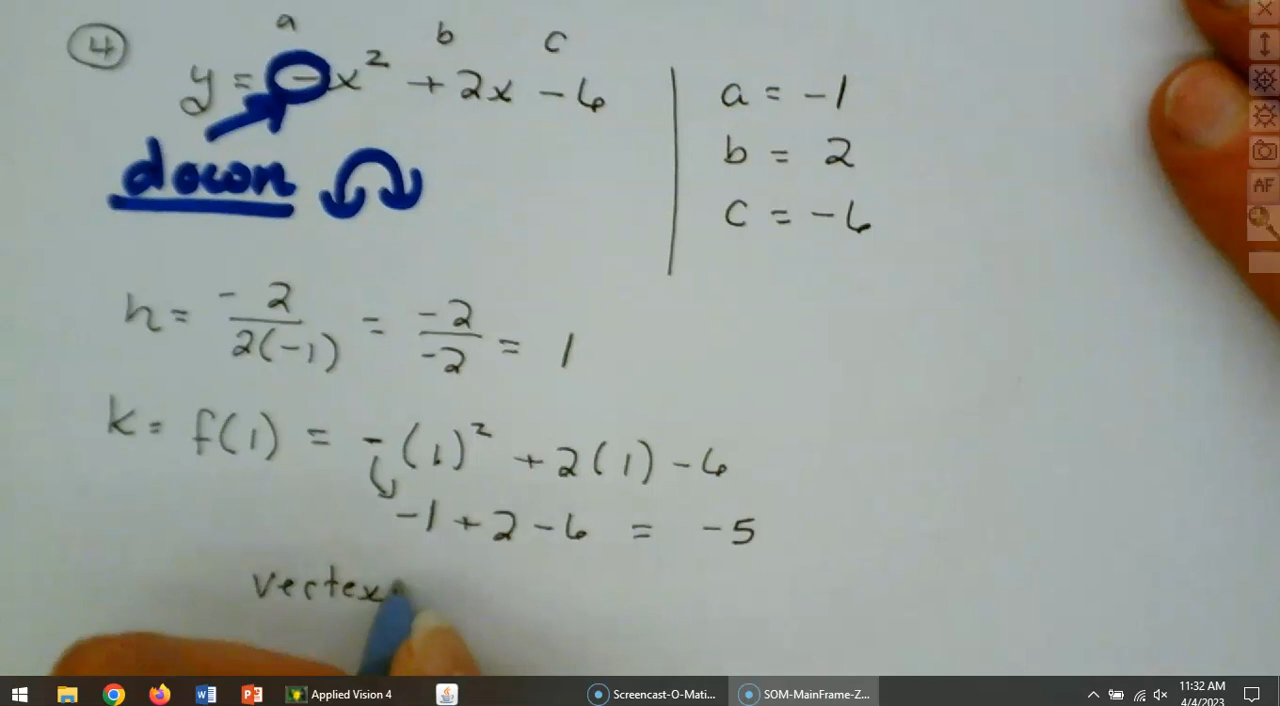 4
a b c
y = -x² + 2x - 6
down
a = -1
b = 2
c = -6
h = -2/2(-1) = -2/-2 = 1
k = f(1) = -(1)² + 2(1) - 6
-1 + 2 - 6 = -5
vertex
AF
Applied Vision 4
Screencast-O-Mati...
SOM-MainFrame-Z...
11:32 AM
4/4/2023